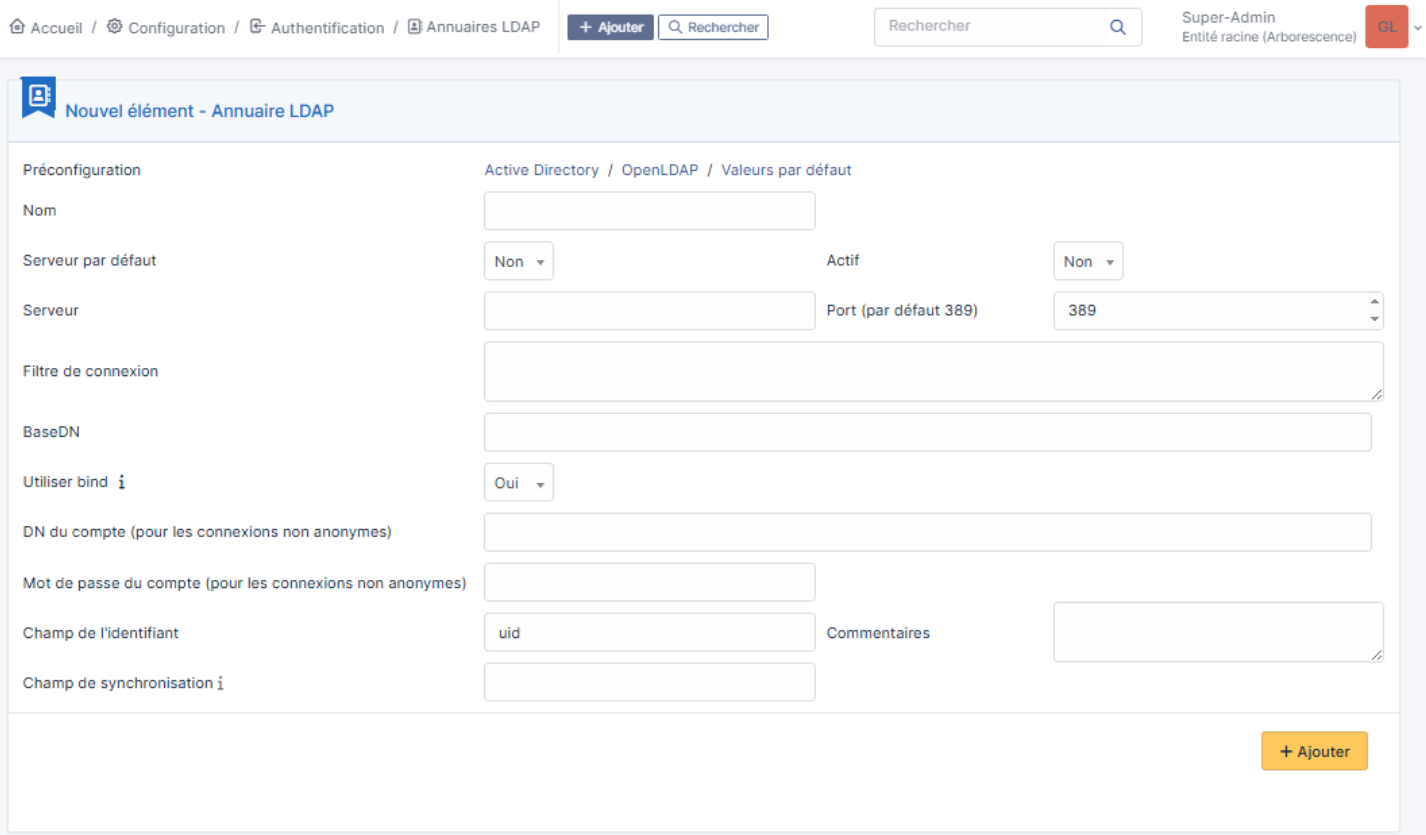 Accueil / Configuration / Authentification / Annuaires LDAP + Ajouter Rechercher Rechercher Super-Admin GL
Entité racine (Arborescence)
Nouvel élément - Annuaire LDAP
Préconfiguration Active Directory / OpenLDAP / Valeurs par défaut
Nom
Serveur par défaut Non Actif Non
Serveur Port (par défaut 389) 389
Filtre de connexion
BaseDN
Utiliser bind i Oui
DN du compte (pour les connexions non anonymes)
Mot de passe du compte (pour les connexions non anonymes)
Champ de l'identifiant uid Commentaires
Champ de synchronisation i
+ Ajouter